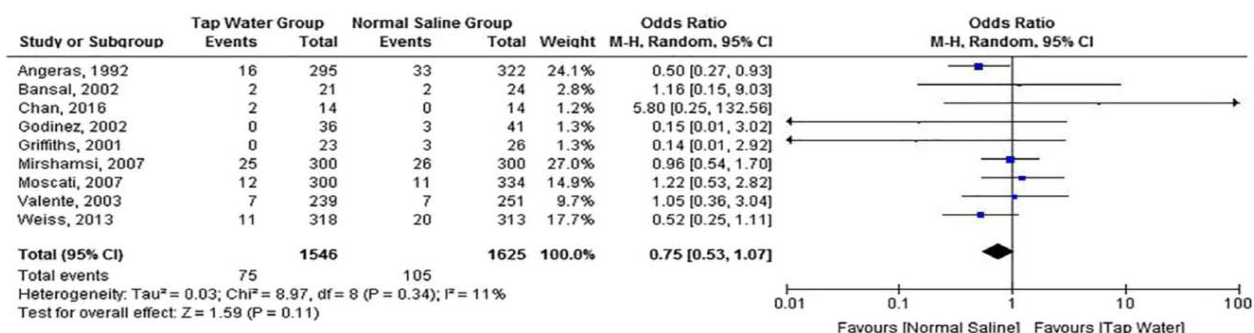 Tap Water Group Normal Saline Group Odds Ratio Odds Ratio
Study or Subgroup Events Total Events Total Weight M-H, Random, 95% CI M-H, Random, 95% CI
Angeras, 1992 16 295 33 322 24.1% 0.50 [0.27, 0.93]
Bansal, 2002 2 21 2 24 2.8% 1.16 [0.15, 9.03]
Chan, 2016 2 14 0 14 1.2% 5.80 [0.25, 132.56]
Godinez, 2002 0 36 3 41 1.3% 0.15 [0.01, 3.02]
Griffiths, 2001 0 23 3 26 1.3% 0.14 [0.01, 2.92]
Mirshamsi, 2007 25 300 26 300 27.0% 0.96 [0.54, 1.70]
Moscati, 2007 12 300 11 334 14.9% 1.22 [0.53, 2.82]
Valente, 2003 7 239 7 251 9.7% 1.05 [0.36, 3.04]
Weiss, 2013 11 318 20 313 17.7% 0.52 [0.25, 1.11]
Total (95% CI) 1546 1625 100.0% 0.75 [0.53, 1.07]
Total events 75 105
Heterogeneity: Tau² = 0.03; Chi² = 8.97, df = 8 (P = 0.34); I² = 11%
Test for overall effect: Z = 1.59 (P = 0.11)
0.01 0.1 1 10 100
Favours [Normal Saline] Favours [Tap Water]